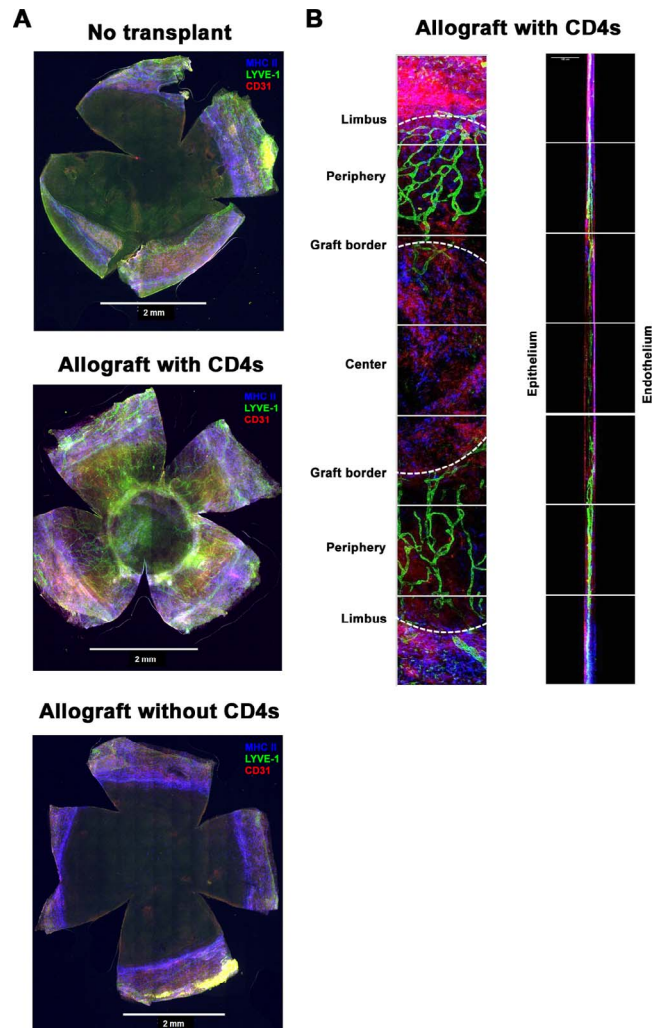 A
No transplant
MHC II
LYVE-1
CD31
2 mm
Allograft with CD4s
MHC II
LYVE-1
CD31
2 mm
Allograft without CD4s
MHC II
LYVE-1
CD31
2 mm
B
Allograft with CD4s
Limbus
Periphery
Graft border
Center
Graft border
Periphery
Limbus
Epithelium
Endothelium